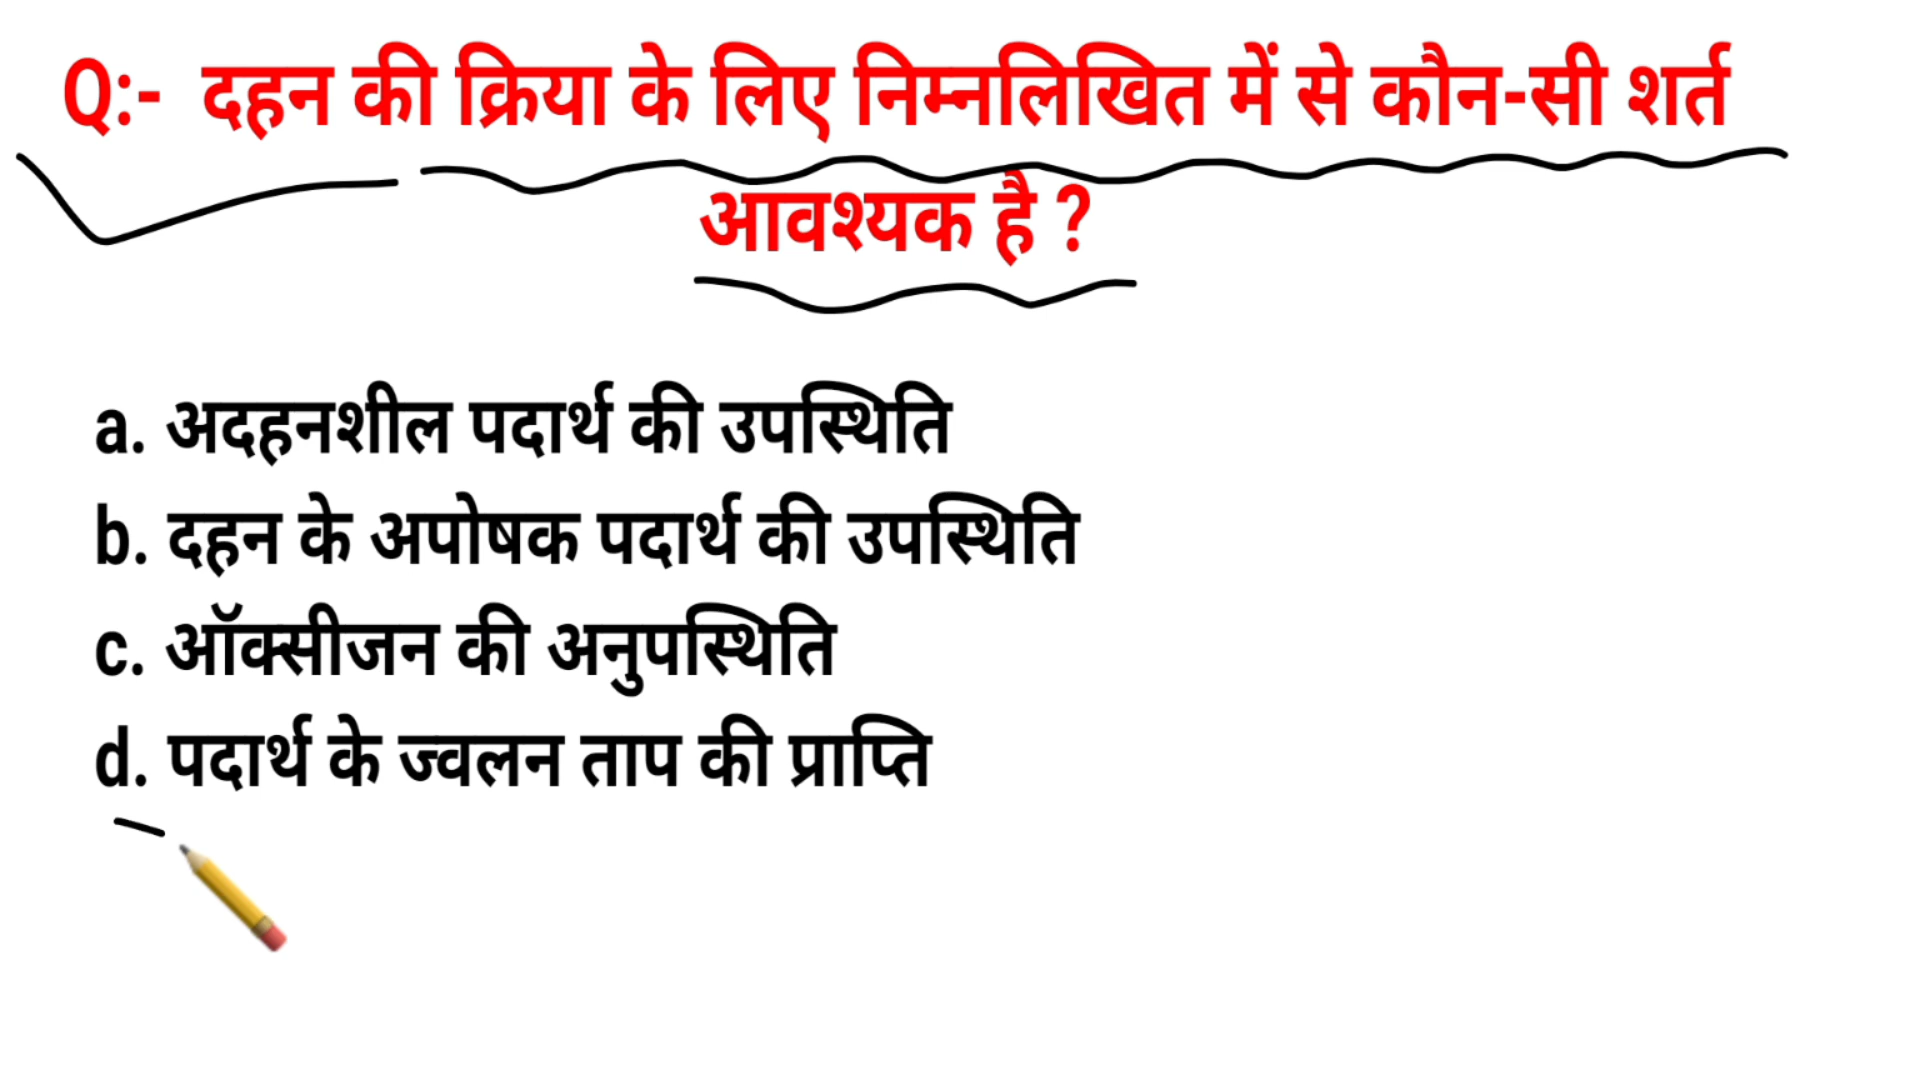 Q:- दहन की क्रिया के लिए निम्नलिखित में से कौन-सी शर्त
आवश्यक है ?
a. अदहनशील पदार्थ की उपस्थिति
b. दहन के अपोषक पदार्थ की उपस्थिति
c. ऑक्सीजन की अनुपस्थिति
d. पदार्थ के ज्वलन ताप की प्राप्ति